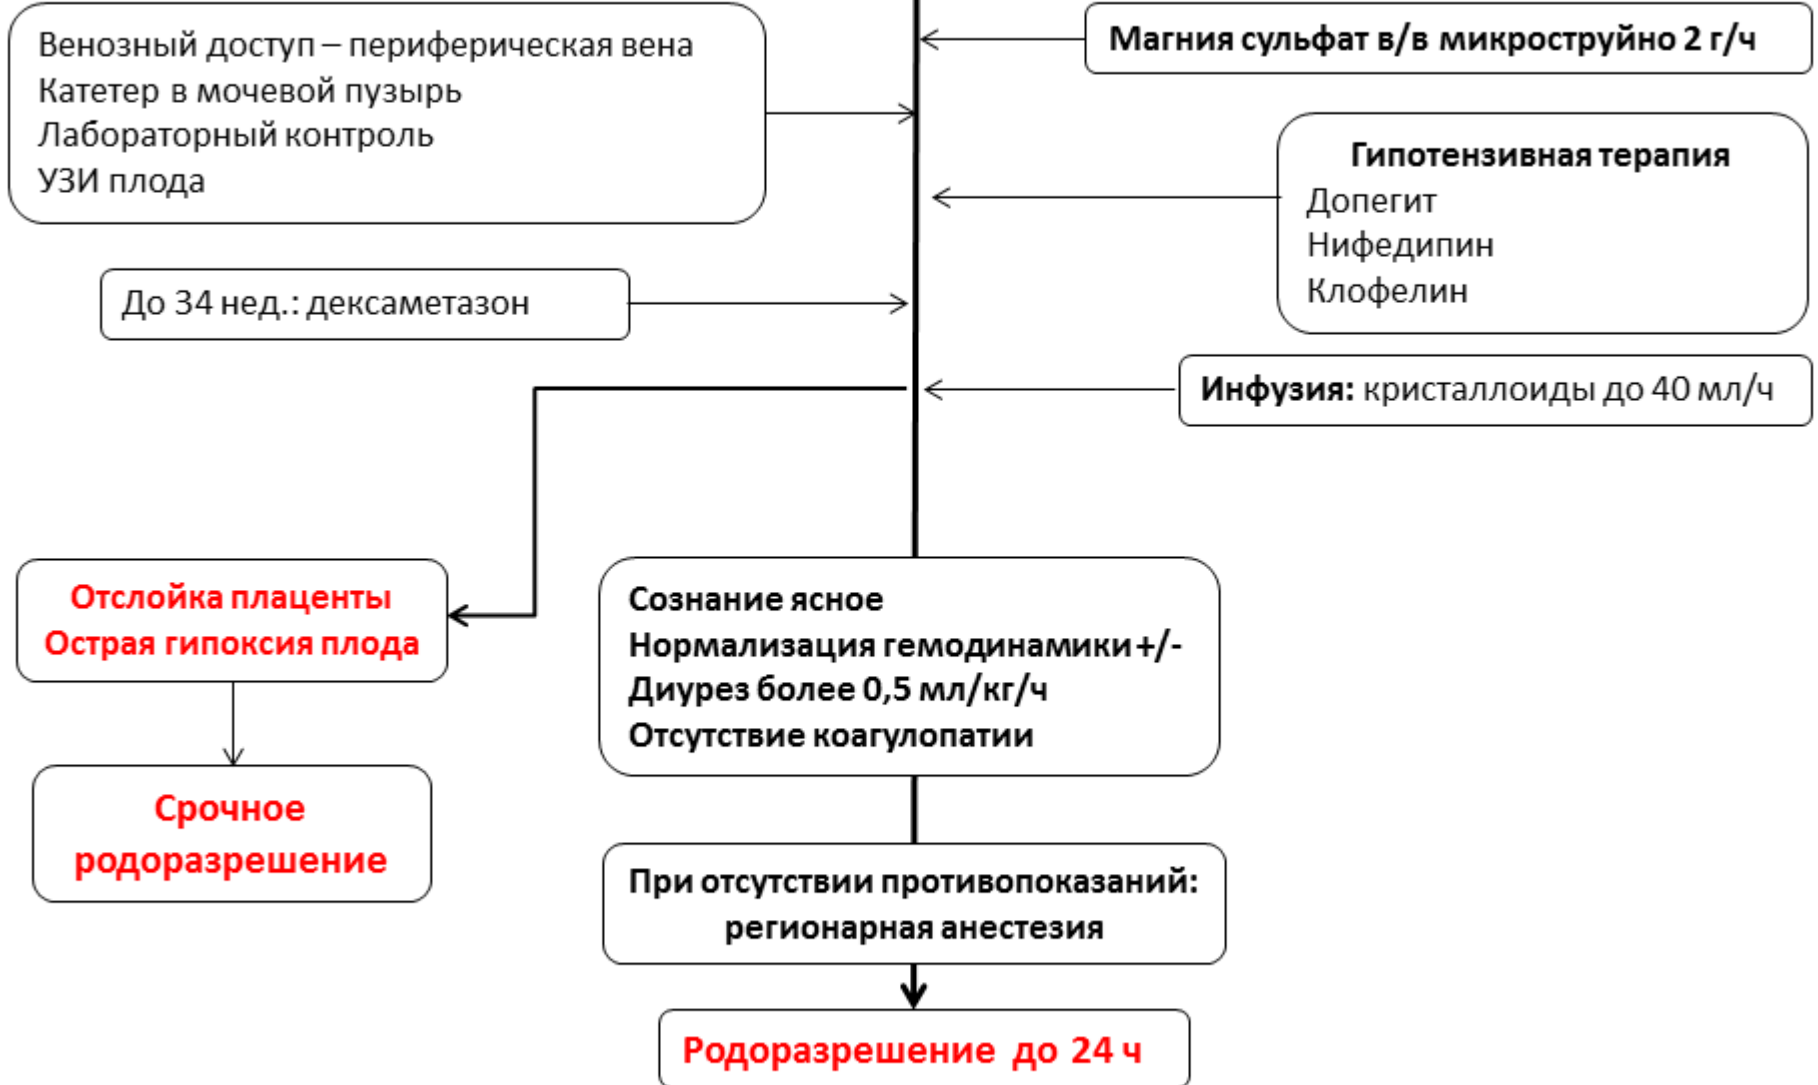 Венозный доступ – периферическая вена
Катетер в мочевой пузырь
Лабораторный контроль
УЗИ плода
Магния сульфат в/в микроструйно 2 г/ч
Гипотензивная терапия
Допегит
Нифедипин
Клофелин
До 34 нед.: дексаметазон
Инфузия: кристаллоиды до 40 мл/ч
Отслойка плаценты
Острая гипоксия плода
Срочное
родоразрешение
Сознание ясное
Нормализация гемодинамики +/-
Диурез более 0,5 мл/кг/ч
Отсутствие коагулопатии
При отсутствии противопоказаний:
регионарная анестезия
Родоразрешение до 24 ч